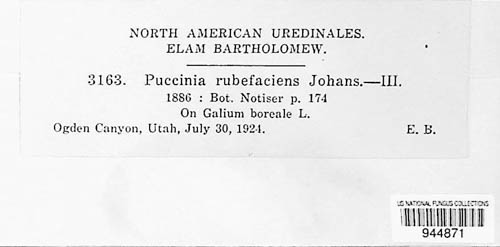 NORTH AMERICAN UREDINALES.
ELAM BARTHOLOMEW.
3163. Puccinia rubefaciens Johans.—III.
1886 : Bot. Notiser p. 174
On Galium boreale L.
Ogden Canyon, Utah, July 30, 1924. E. B.
US NATIONAL FUNGUS COLLECTIONS
944871